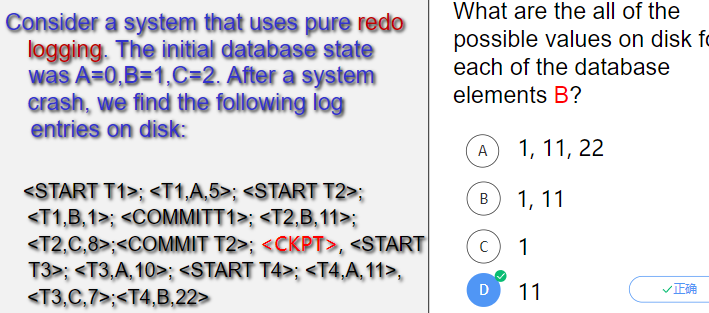 Consider a system that uses pure redo
logging. The initial database state
was A=0,B=1,C=2. After a system
crash, we find the following log
entries on disk:
<START T1>; <T1,A,5>; <START T2>;
<T1,B,1>; <COMMITT1>; <T2,B,11>;
<T2,C,8>;<COMMIT T2>; <CKPT>, <START
T3>; <T3,A,10>; <START T4>; <T4,A,11>,
<T3,C,7>;<T4,B,22>
What are the all of the
possible values on disk fo
each of the database
elements B?
A 1, 11, 22
B 1, 11
C 1
D 11
✓正确